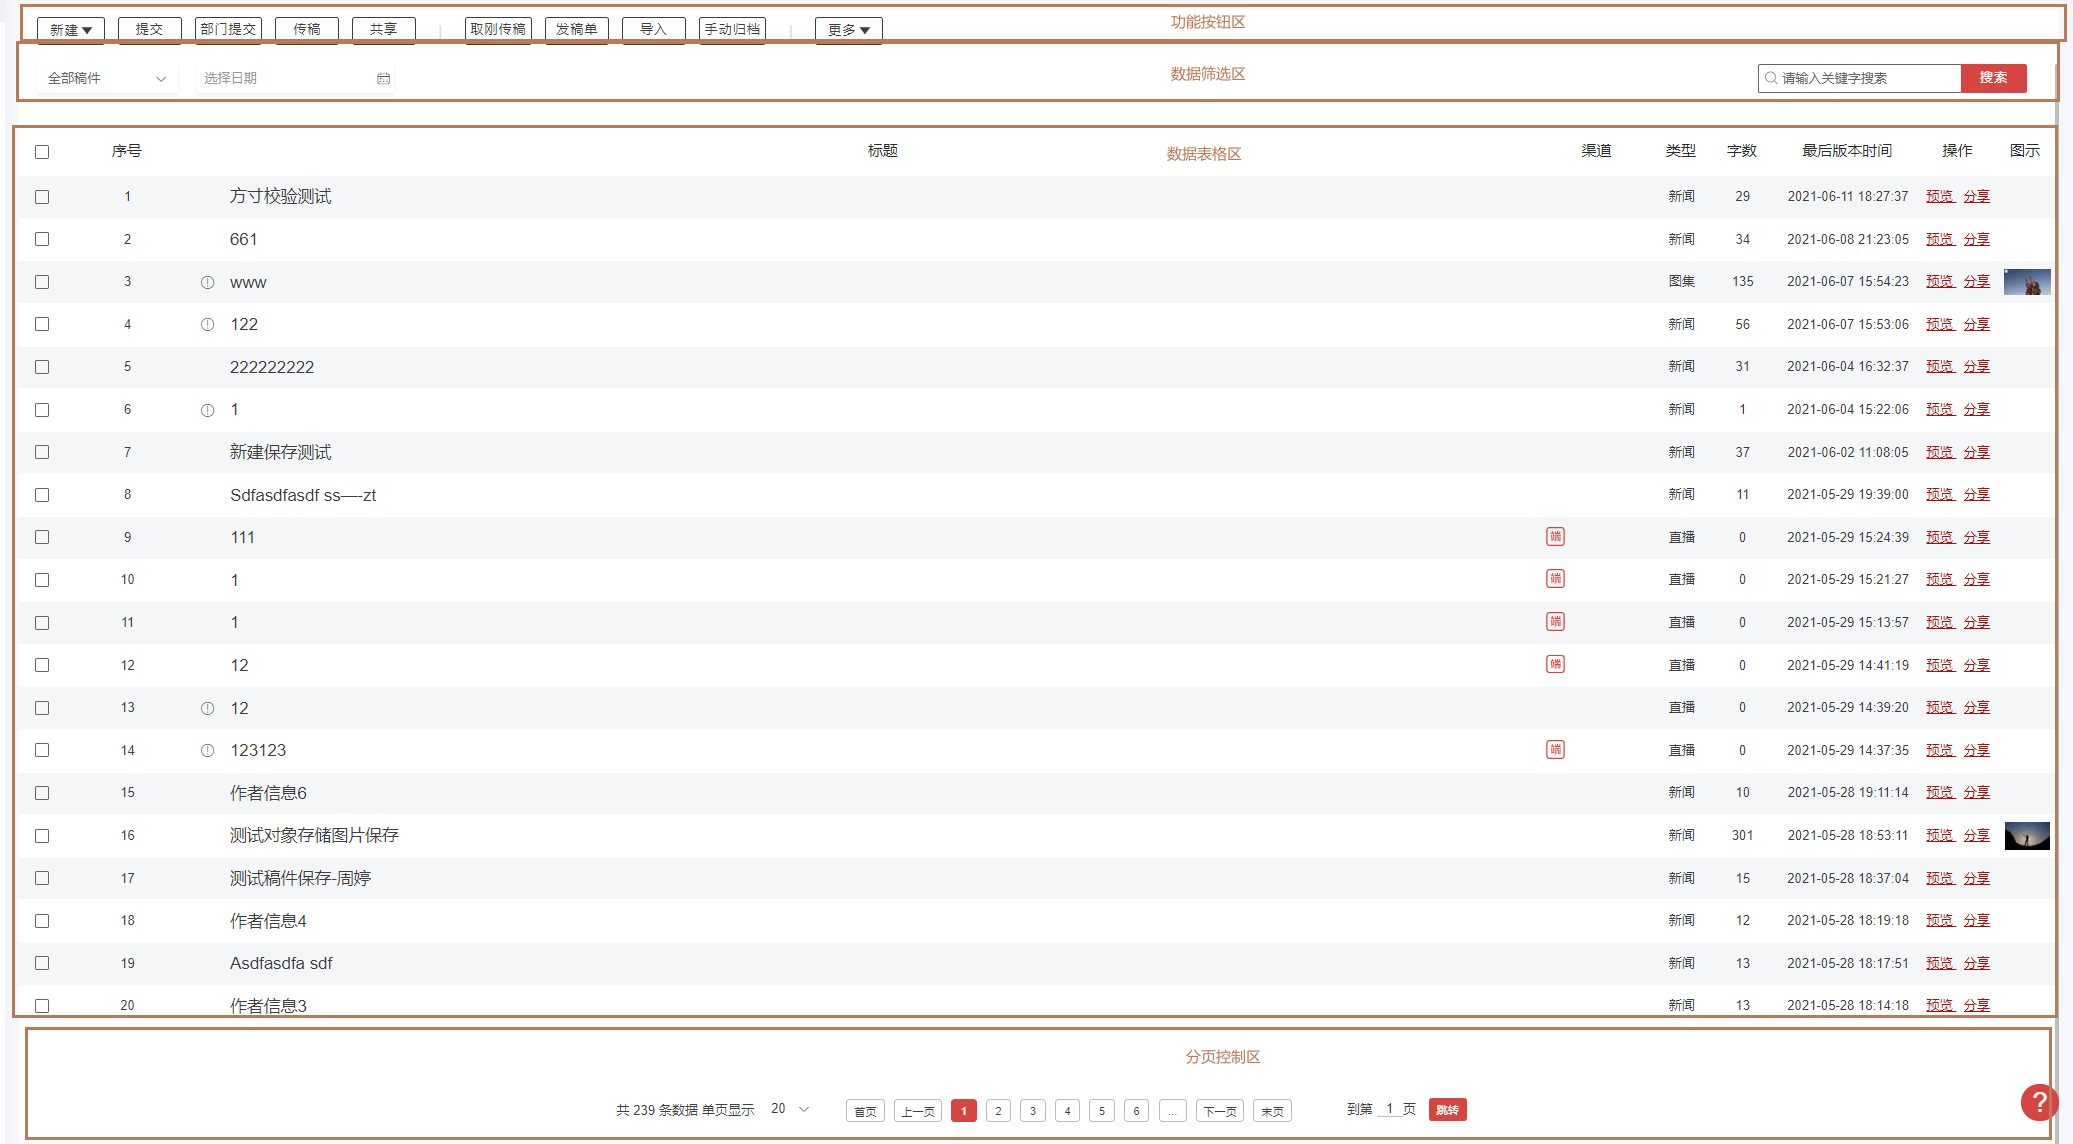 新建▼ 提交 部门提交 传稿 共享 | 取刚传稿 发稿单 导入 手动归档 | 更多▼ 功能按钮区
全部稿件 选择日期 数据筛选区 请输入关键字搜索 搜索
序号 标题 数据表格区 渠道 类型 字数 最后版本时间 操作 图示
1 方寸校验测试 新闻 29 2021-06-11 18:27:37 预览 分享
2 661 新闻 34 2021-06-08 21:23:05 预览 分享
3 www 图集 135 2021-06-07 15:54:23 预览 分享
4 122 新闻 56 2021-06-07 15:53:06 预览 分享
5 222222222 新闻 31 2021-06-04 16:32:37 预览 分享
6 1 新闻 1 2021-06-04 15:22:06 预览 分享
7 新建保存测试 新闻 37 2021-06-02 11:08:05 预览 分享
8 Sdfasdfasdf ss—-zt 新闻 11 2021-05-29 19:39:00 预览 分享
9 111 端 直播 0 2021-05-29 15:24:39 预览 分享
10 1 端 直播 0 2021-05-29 15:21:27 预览 分享
11 1 端 直播 0 2021-05-29 15:13:57 预览 分享
12 12 端 直播 0 2021-05-29 14:41:19 预览 分享
13 12 直播 0 2021-05-29 14:39:20 预览 分享
14 123123 端 直播 0 2021-05-29 14:37:35 预览 分享
15 作者信息6 新闻 10 2021-05-28 19:11:14 预览 分享
16 测试对象存储图片保存 新闻 301 2021-05-28 18:53:11 预览 分享
17 测试稿件保存-周婷 新闻 15 2021-05-28 18:37:04 预览 分享
18 作者信息4 新闻 12 2021-05-28 18:19:18 预览 分享
19 Asdfasdfa sdf 新闻 13 2021-05-28 18:17:51 预览 分享
20 作者信息3 新闻 13 2021-05-28 18:14:18 预览 分享
分页控制区
共 239 条数据 单页显示 20 首页 上一页 1 2 3 4 5 6 ... 下一页 末页 到第 1 页 跳转 ?